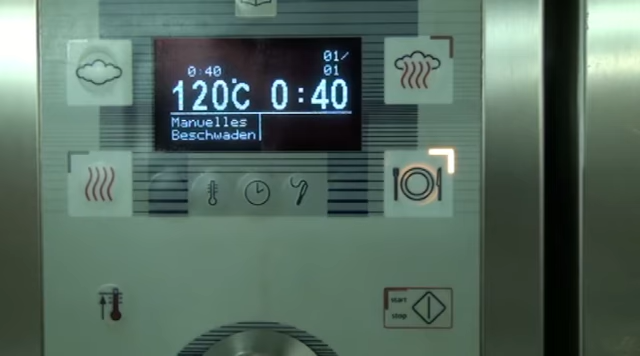 01/
0:40 01
120°C 0:40
Manuelles
Beschwaden
start
stop